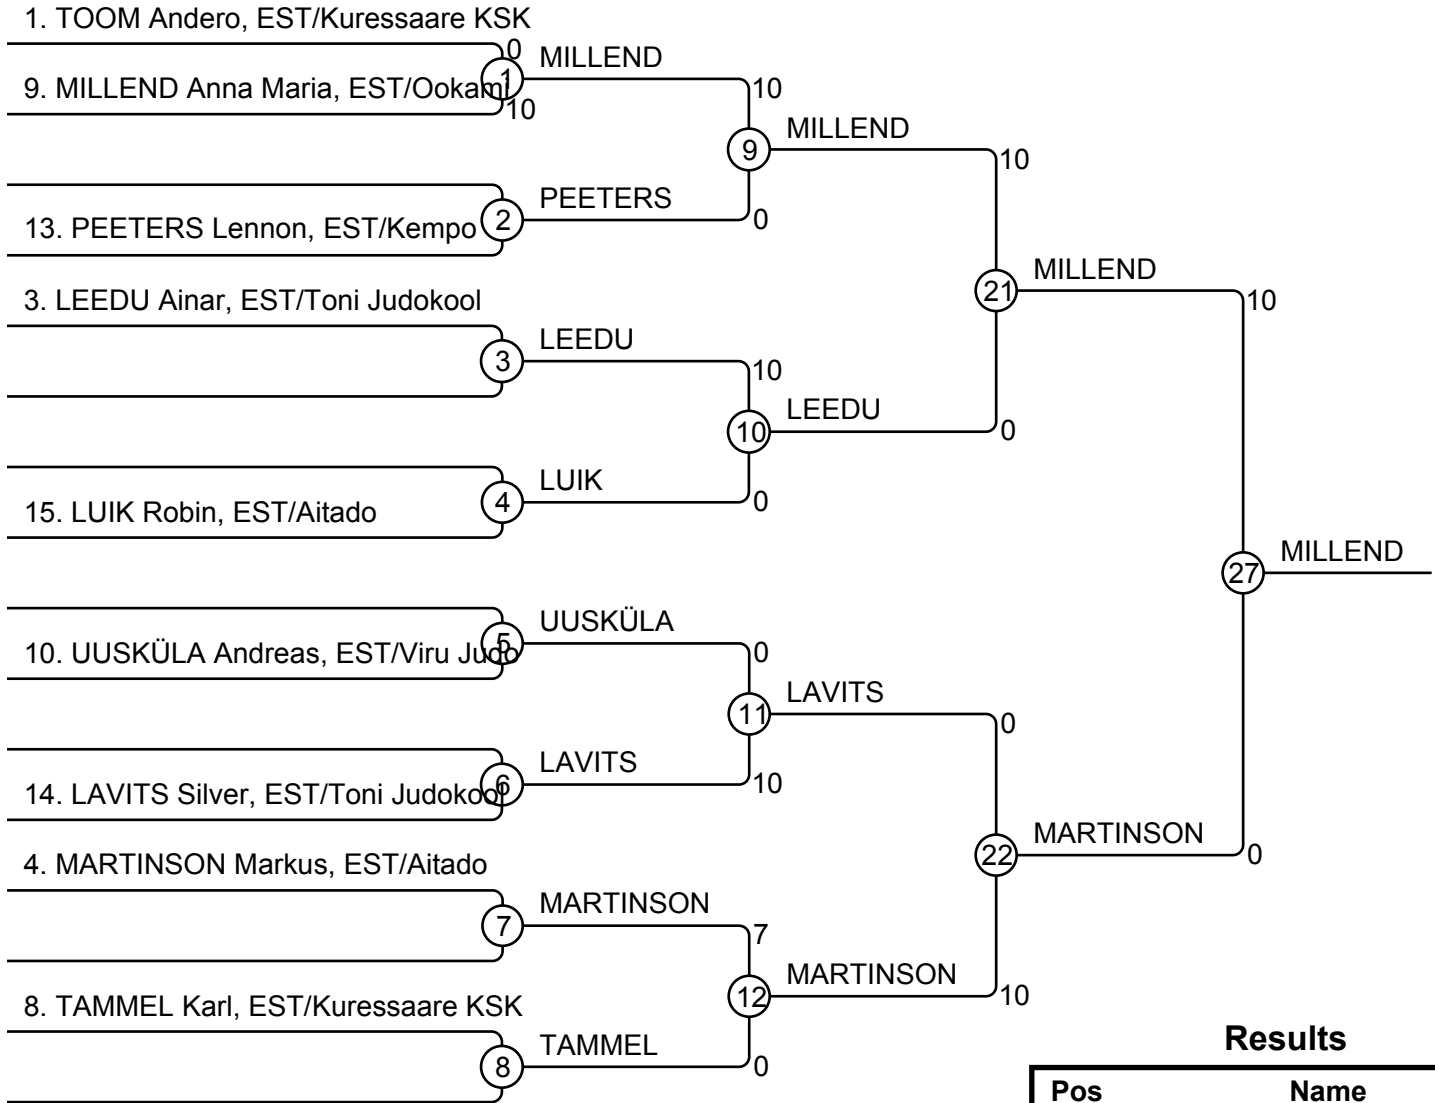 1. TOOM Andero, EST/Kuressaare KSK
0
1
MILLEND
9. MILLEND Anna Maria, EST/Ookami
10
10
9
MILLEND
13. PEETERS Lennon, EST/Kempo
2
PEETERS
0
10
3. LEEDU Ainar, EST/Toni Judokool
3
LEEDU
10
10
LEEDU
0
21
MILLEND
10
15. LUIK Robin, EST/Aitado
4
LUIK
0
27
MILLEND
10. UUSKÜLA Andreas, EST/Viru Judo
5
UUSKÜLA
0
11
LAVITS
0
14. LAVITS Silver, EST/Toni Judokool
6
LAVITS
10
22
MARTINSON
0
4. MARTINSON Markus, EST/Aitado
7
MARTINSON
7
12
MARTINSON
10
8. TAMMEL Karl, EST/Kuressaare KSK
8
TAMMEL
0
Results
Pos Name